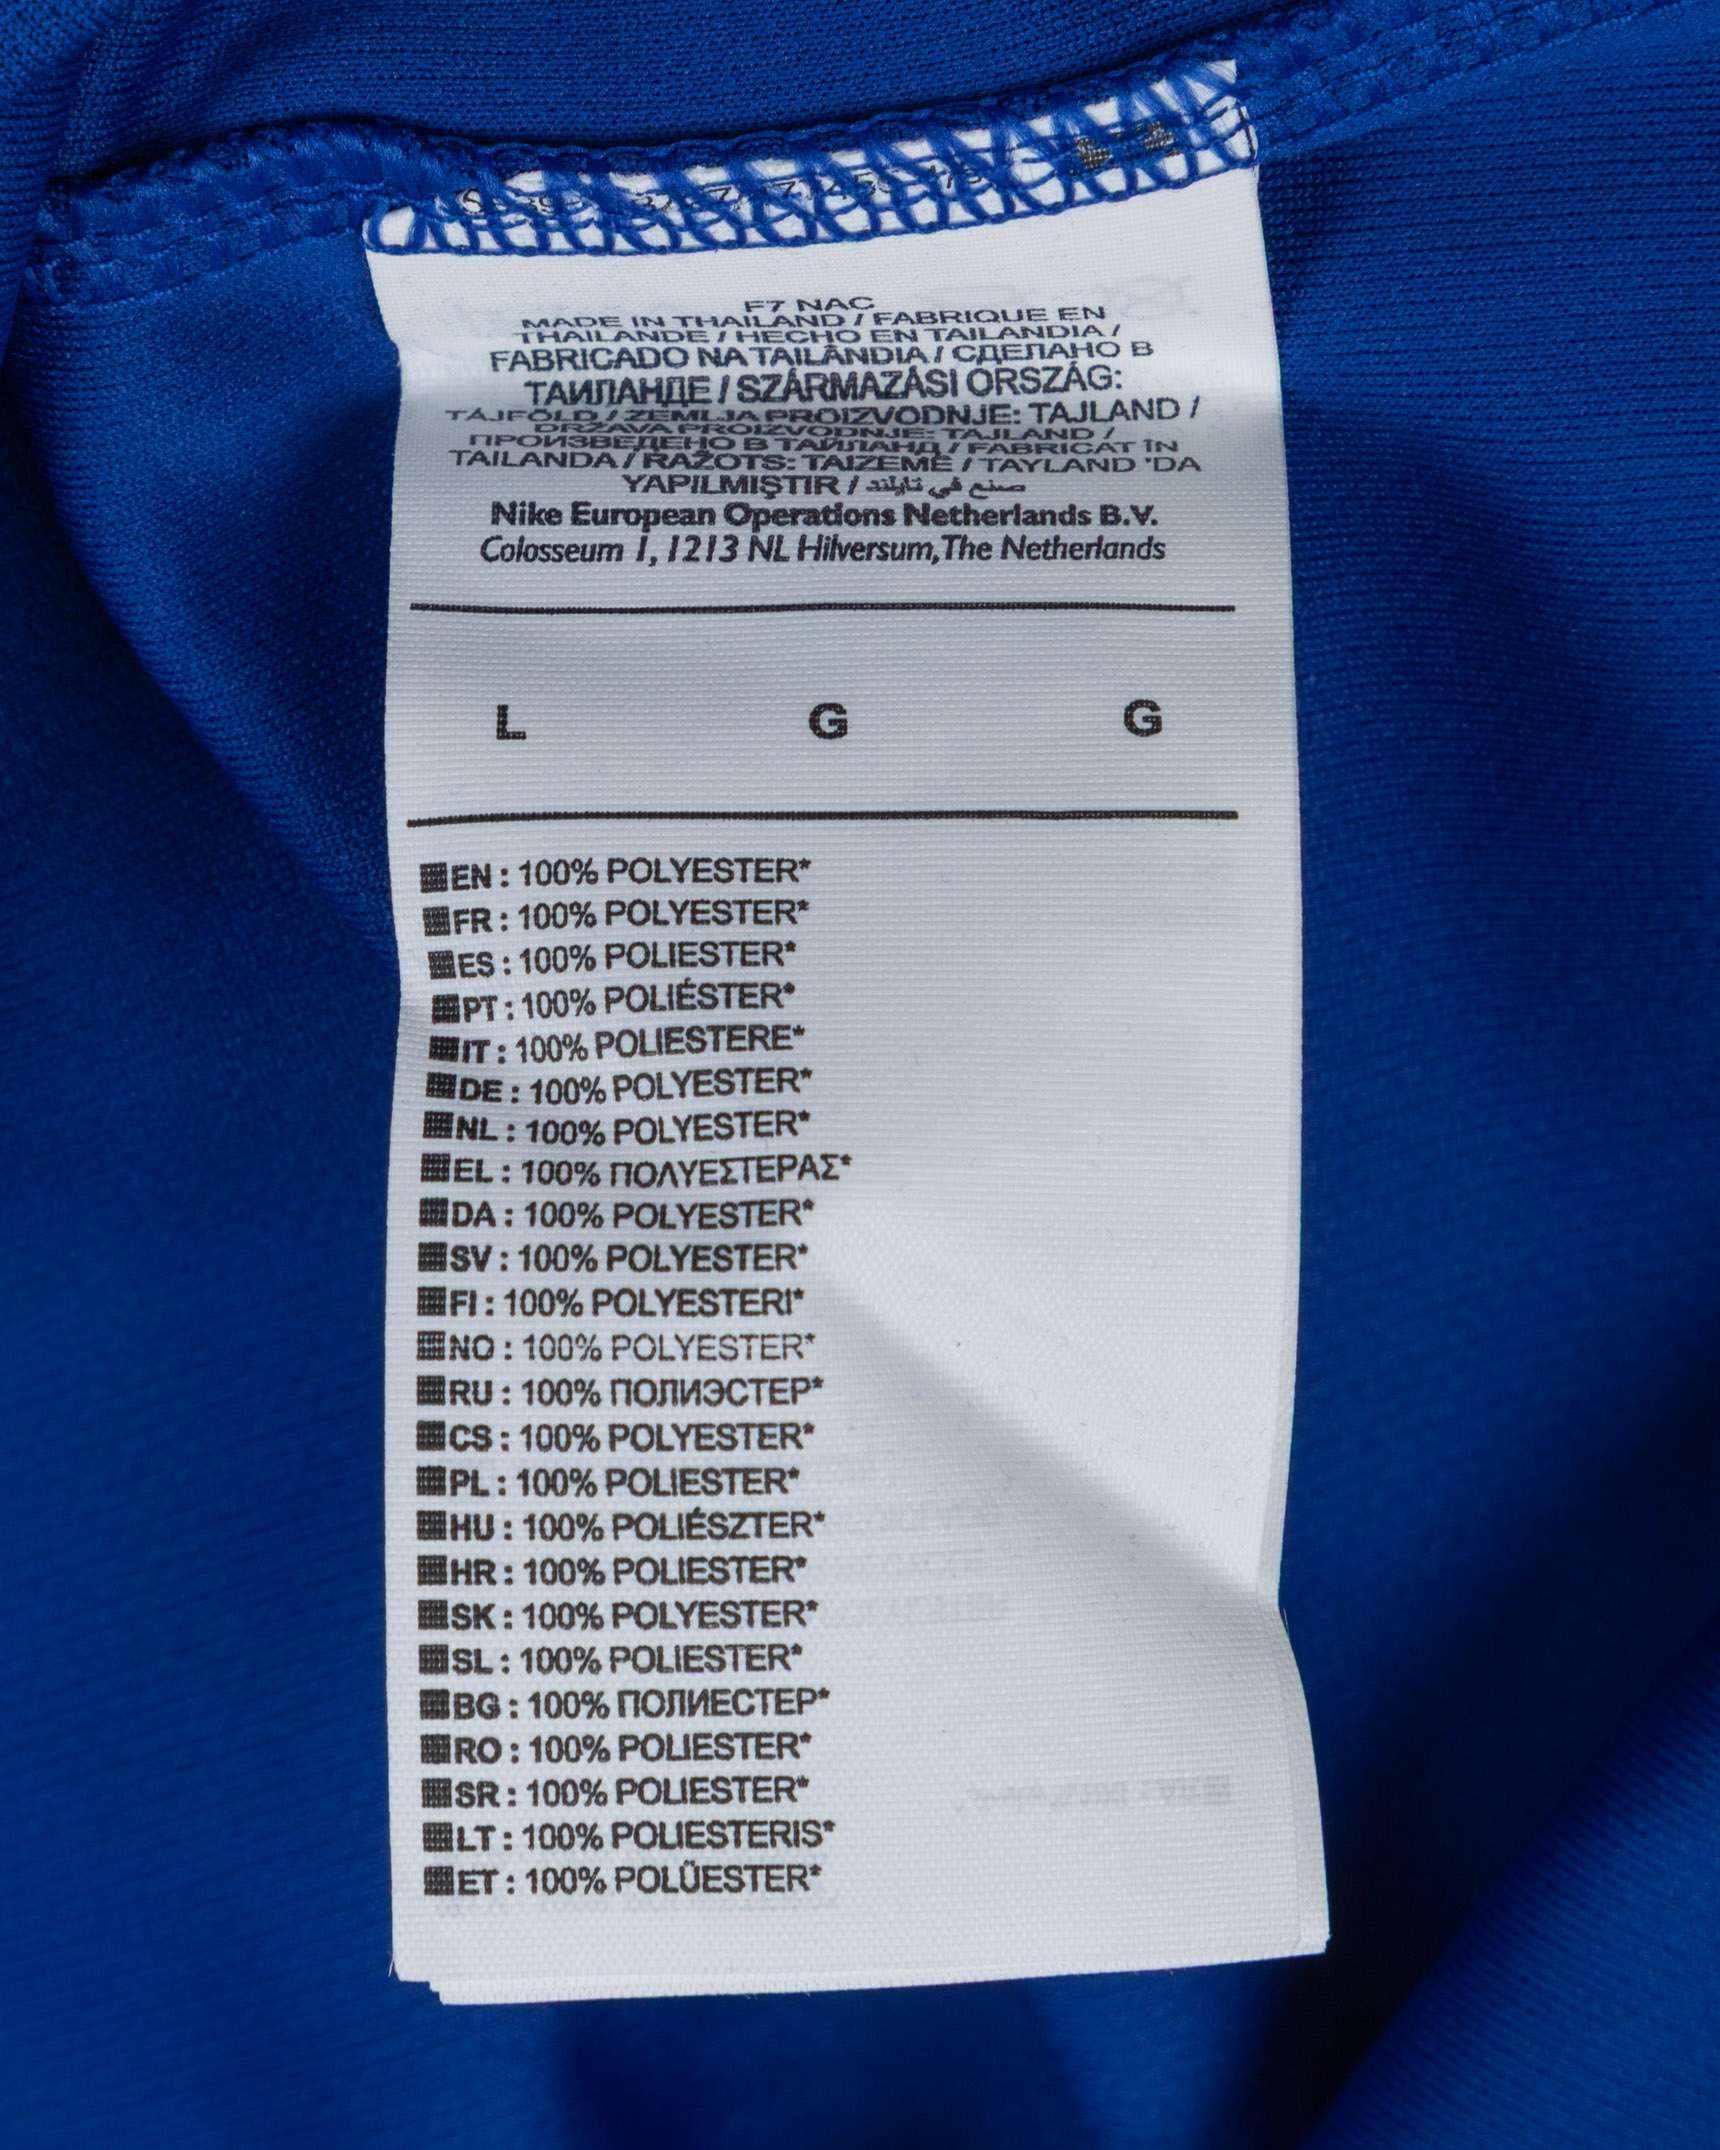 F7 NAC
MADE IN THAILAND / FABRIQUE EN
THAILANDE / HECHO EN TAILANDIA /
FABRICADO NA TAILÂNDIA / СДЕЛАНО В
ТАИЛАНДЕ / SZÁRMAZÁSI ORSZÁG:
TAJFÖLD / ZEMLJA PROIZVODNJE: TAJLAND /
DRŽAVA PROIZVODNJE: TAJLAND /
ПРОИЗВЕДЕНО В ТАЙЛАНД / FABRICAT ÎN
TAILANDA / RAŽOTS: TAIZEMĒ / TAYLAND 'DA
YAPILMIŞTIR / صنع في تايلند
Nike European Operations Netherlands B.V.
Colosseum 1, 1213 NL Hilversum, The Netherlands
L G G
EN : 100% POLYESTER*
FR : 100% POLYESTER*
ES : 100% POLIESTER*
PT : 100% POLIÉSTER*
IT : 100% POLIESTERE*
DE : 100% POLYESTER*
NL : 100% POLYESTER*
EL : 100% ΠΟΛΥΕΣΤΕΡΑΣ*
DA : 100% POLYESTER*
SV : 100% POLYESTER*
FI : 100% POLYESTERI*
NO : 100% POLYESTER*
RU : 100% ПОЛИЭСТЕР*
CS : 100% POLYESTER*
PL : 100% POLIESTER*
HU : 100% POLIÉSZTER*
HR : 100% POLIESTER*
SK : 100% POLYESTER*
SL : 100% POLIESTER*
BG : 100% ПОЛИЕСТЕР*
RO : 100% POLIESTER*
SR : 100% POLIESTER*
LT : 100% POLIESTERIS*
ET : 100% POLÜESTER*